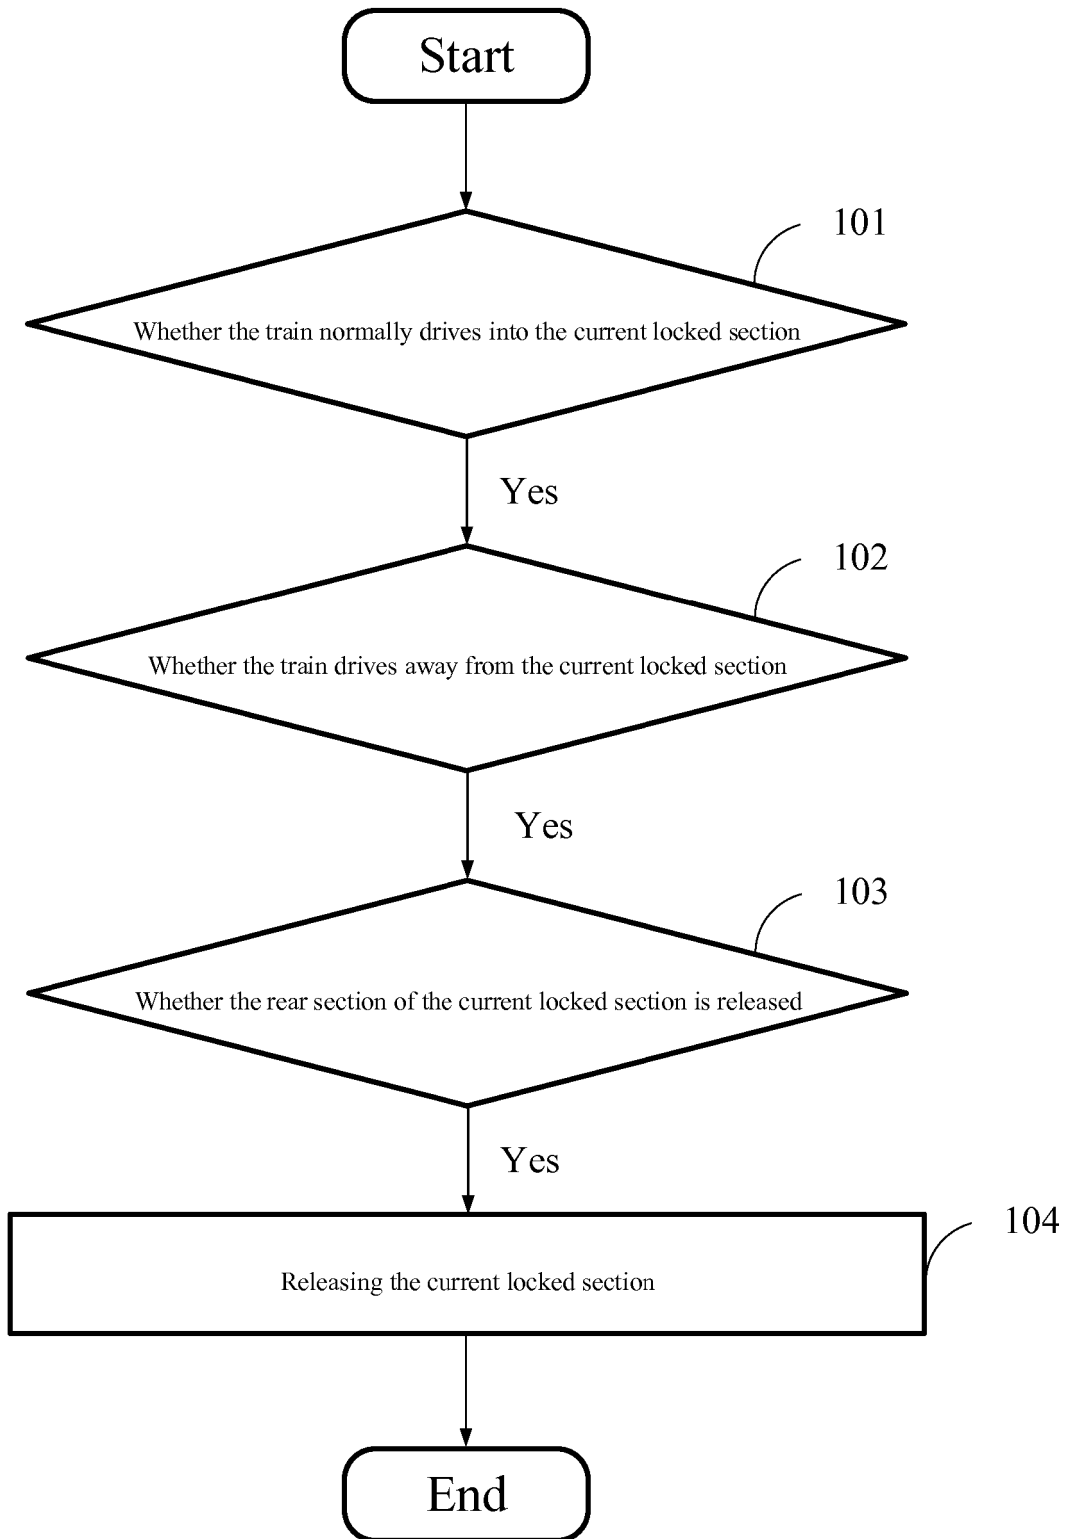 Start
101
Whether the train normally drives into the current locked section
Yes
102
Whether the train drives away from the current locked section
Yes
103
Whether the rear section of the current locked section is released
Yes
104
Releasing the current locked section
End